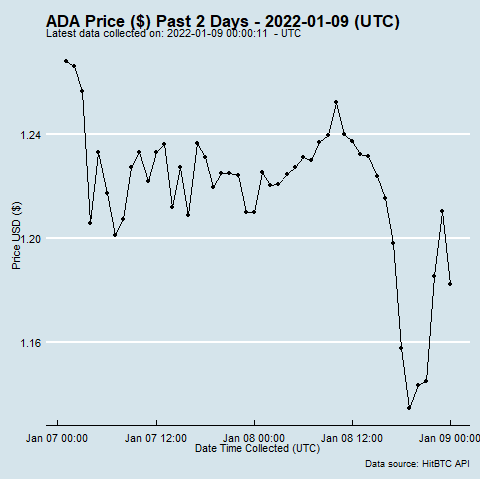 ADA Price ($) Past 2 Days - 2022-01-09 (UTC)
Latest data collected on: 2022-01-09 00:00:11 - UTC
1.24
1.20
1.16
Price USD ($)
Jan 07 00:00 Jan 07 12:00 Jan 08 00:00 Jan 08 12:00 Jan 09 00:00
Date Time Collected (UTC)
Data source: HitBTC API